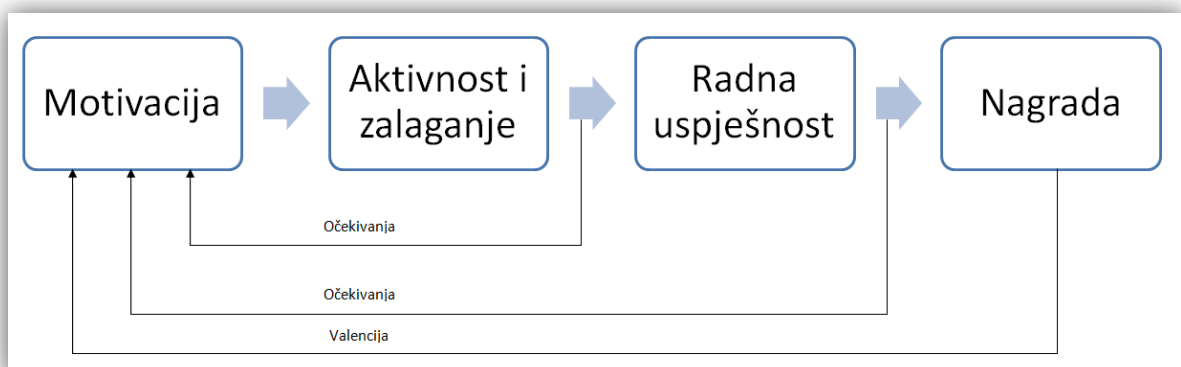 Motivacija
Aktivnost i
zalaganje
Radna
uspješnost
Nagrada
Očekivanja
Očekivanja
Valencija